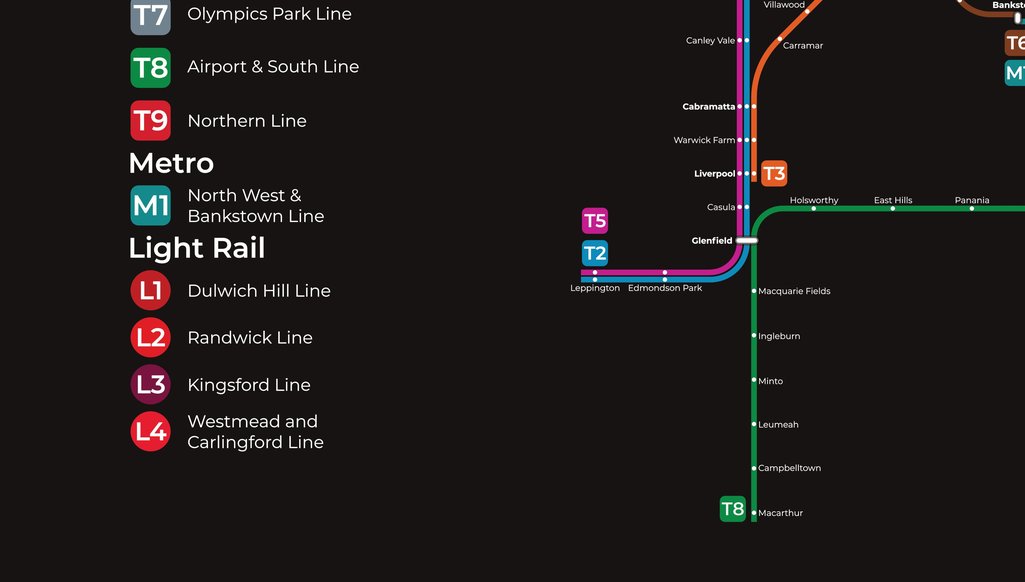 T7 Olympics Park Line
T8 Airport & South Line
T9 Northern Line
Metro
M1 North West &
Bankstown Line
Light Rail
L1 Dulwich Hill Line
L2 Randwick Line
L3 Kingsford Line
L4 Westmead and
Carlingford Line
Villawood
Canley Vale
Carramar
Cabramatta
Warwick Farm
Liverpool
T3
Casula
T5
T2
Glenfield
Leppington
Edmondson Park
Holsworthy
East Hills
Panania
Macquarie Fields
Ingleburn
Minto
Leumeah
Campbelltown
T8
Macarthur